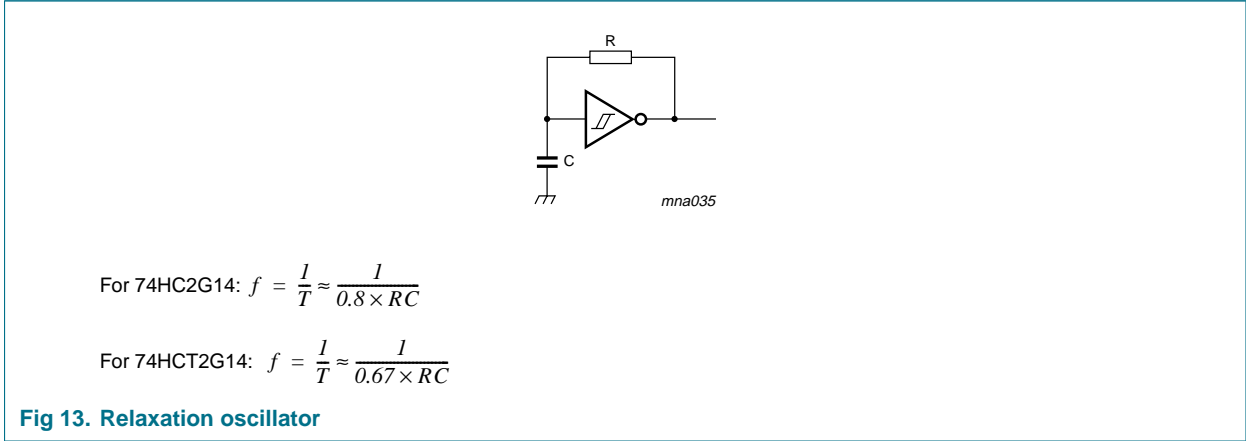 R
C
mna035
For 74HC2G14: f = 1/T ≈ 1/(0.8 × RC)
For 74HCT2G14: f = 1/T ≈ 1/(0.67 × RC)
Fig 13. Relaxation oscillator